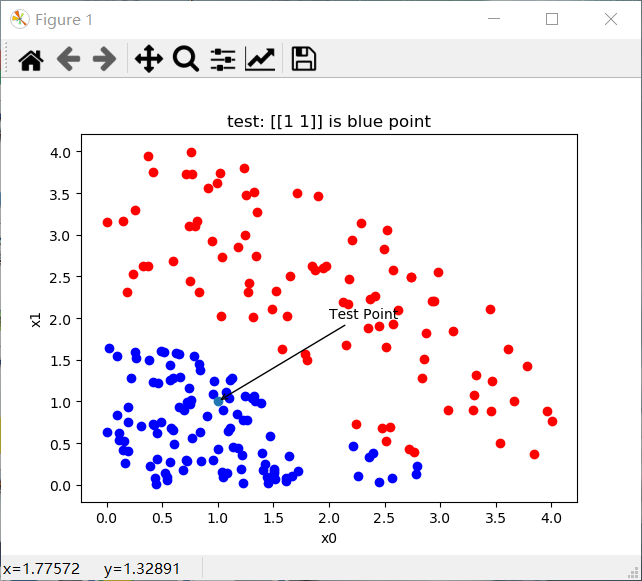 Figure 1
test: [[1 1]] is blue point
4.0
3.5
3.0
2.5
2.0
1.5
1.0
0.5
0.0
x1
Test Point
0.0 0.5 1.0 1.5 2.0 2.5 3.0 3.5 4.0
x0
x=1.77572 y=1.32891